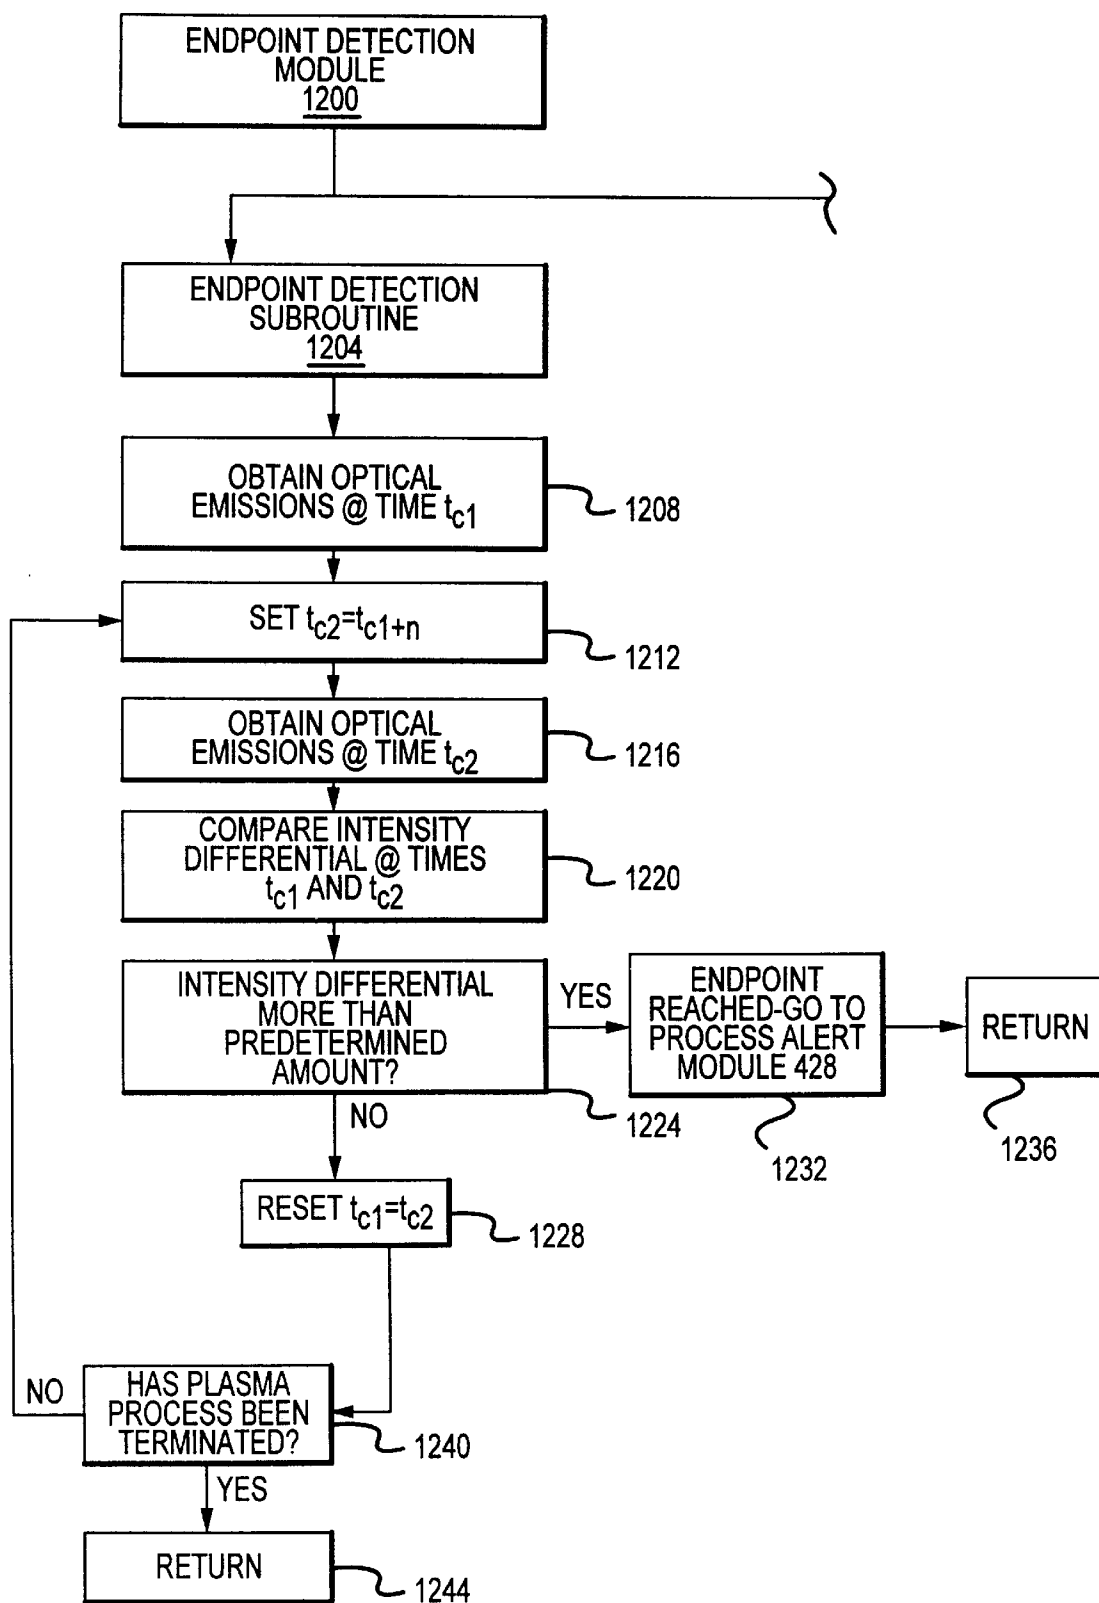 ENDPOINT DETECTION
MODULE
1200
ENDPOINT DETECTION
SUBROUTINE
1204
OBTAIN OPTICAL
EMISSIONS @ TIME tc1
1208
SET tc2=tc1+n
1212
OBTAIN OPTICAL
EMISSIONS @ TIME tc2
1216
COMPARE INTENSITY
DIFFERENTIAL @ TIMES
tc1 AND tc2
1220
INTENSITY DIFFERENTIAL
MORE THAN
PREDETERMINED
AMOUNT?
1224
YES
ENDPOINT
REACHED-GO TO
PROCESS ALERT
MODULE 428
1232
RETURN
1236
NO
RESET tc1=tc2
1228
NO
HAS PLASMA
PROCESS BEEN
TERMINATED?
1240
YES
RETURN
1244